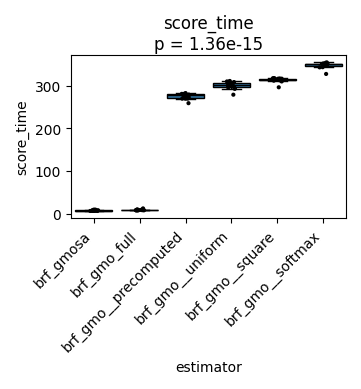 score_time
p = 1.36e-15
score_time
300
200
100
0
brf_gmosa
brf_gmo_full
brf_gmo__precomputed
brf_gmo__uniform
brf_gmo__square
brf_gmo__softmax
estimator